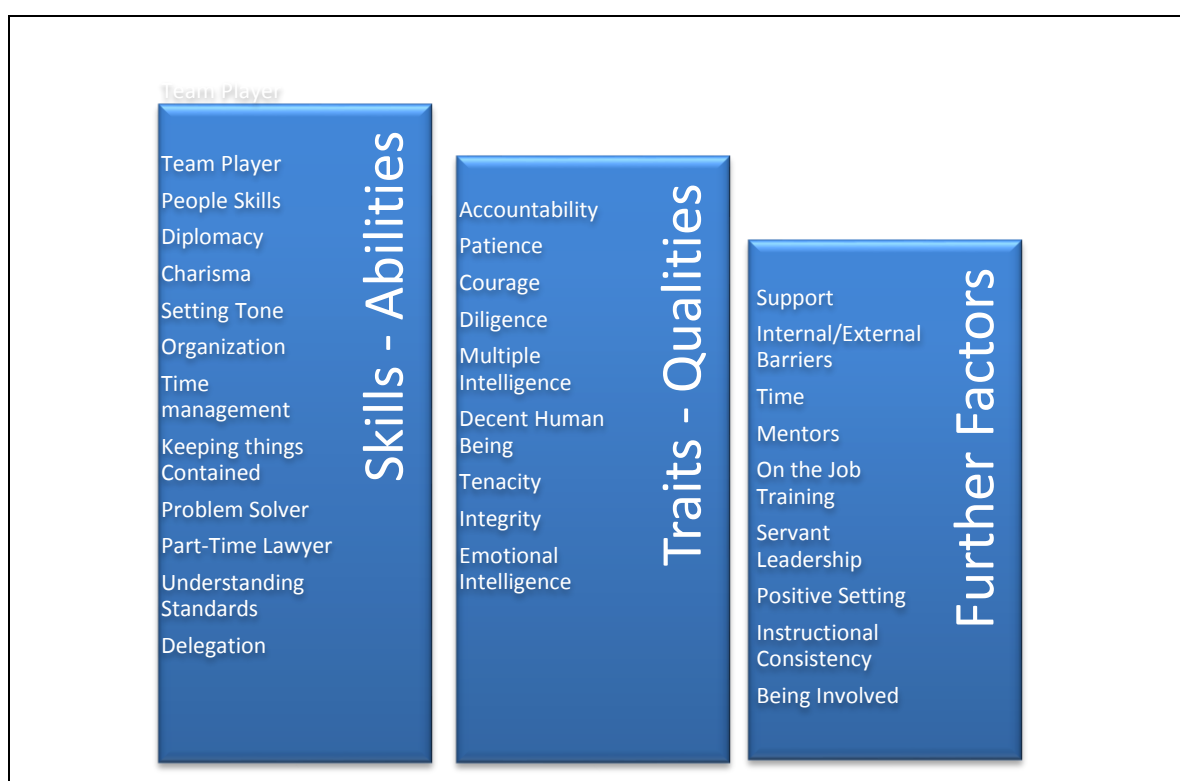 Team Player
Team Player
People Skills
Diplomacy
Charisma
Setting Tone
Organization
Time
management
Keeping things
Contained
Problem Solver
Part-Time Lawyer
Understanding
Standards
Delegation
Skills - Abilities
Accountability
Patience
Courage
Diligence
Multiple
Intelligence
Decent Human
Being
Tenacity
Integrity
Emotional
Intelligence
Traits - Qualities
Support
Internal/External
Barriers
Time
Mentors
On the Job
Training
Servant
Leadership
Positive Setting
Instructional
Consistency
Being Involved
Further Factors